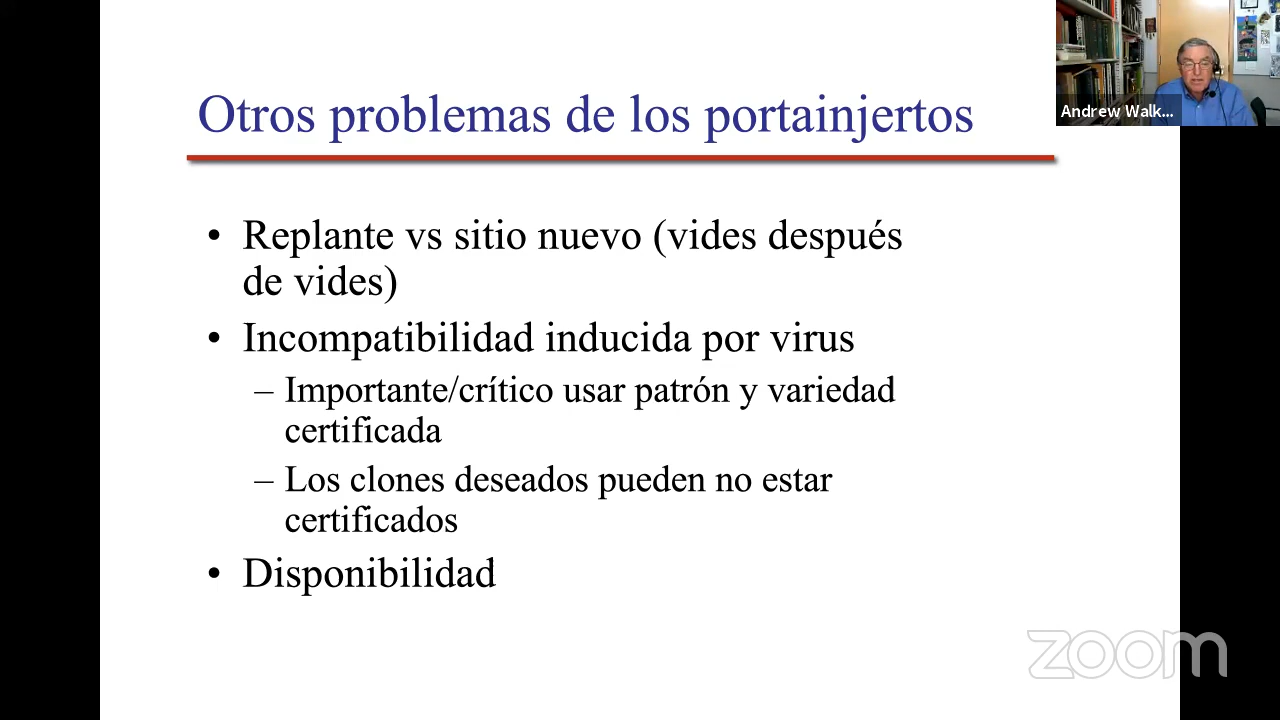 Otros problemas de los portainjertos
Andrew Walk...
• Replante vs sitio nuevo (vides después
de vides)
• Incompatibilidad inducida por virus
– Importante/crítico usar patrón y variedad
certificada
– Los clones deseados pueden no estar
certificados
• Disponibilidad
zoom